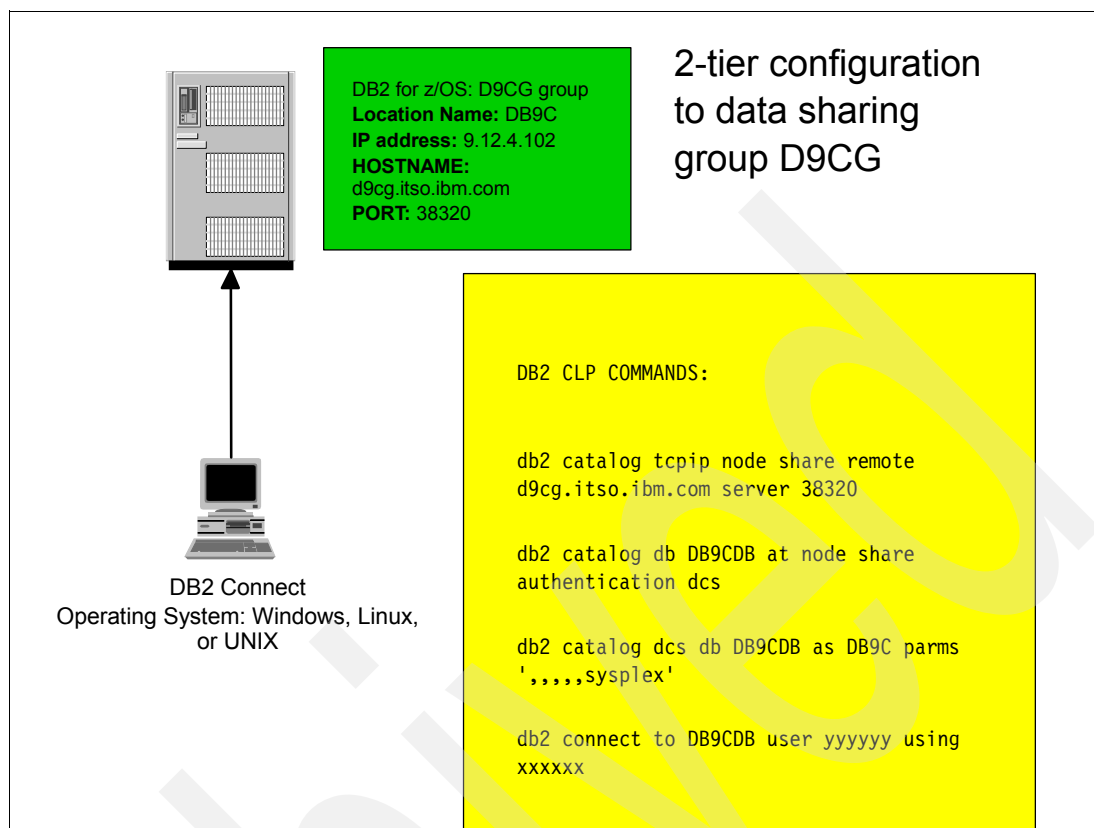 DB2 for z/OS: D9CG group
Location Name: DB9C
IP address: 9.12.4.102
HOSTNAME:
d9cg.itso.ibm.com
PORT: 38320
2-tier configuration
to data sharing
group D9CG
DB2 CLP COMMANDS:
db2 catalog tcpip node share remote
d9cg.itso.ibm.com server 38320
db2 catalog db DB9CDB at node share
authentication dcs
db2 catalog dcs db DB9CDB as DB9C parms
',,,,,sysplex'
db2 connect to DB9CDB user yyyyyy using
xxxxxx
DB2 Connect
Operating System: Windows, Linux,
or UNIX